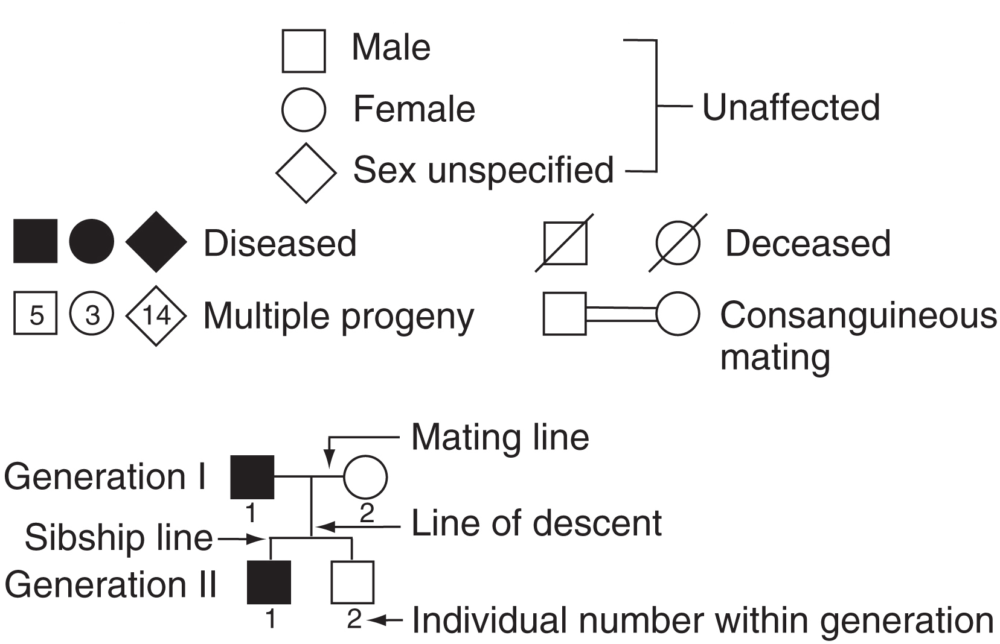 Male
Female
Unaffected
Sex unspecified
Diseased
Deceased
5 3 14 Multiple progeny
Consanguineous
mating
Mating line
Generation I
1 2
Line of descent
Sibship line
Generation II
1 2
Individual number within generation